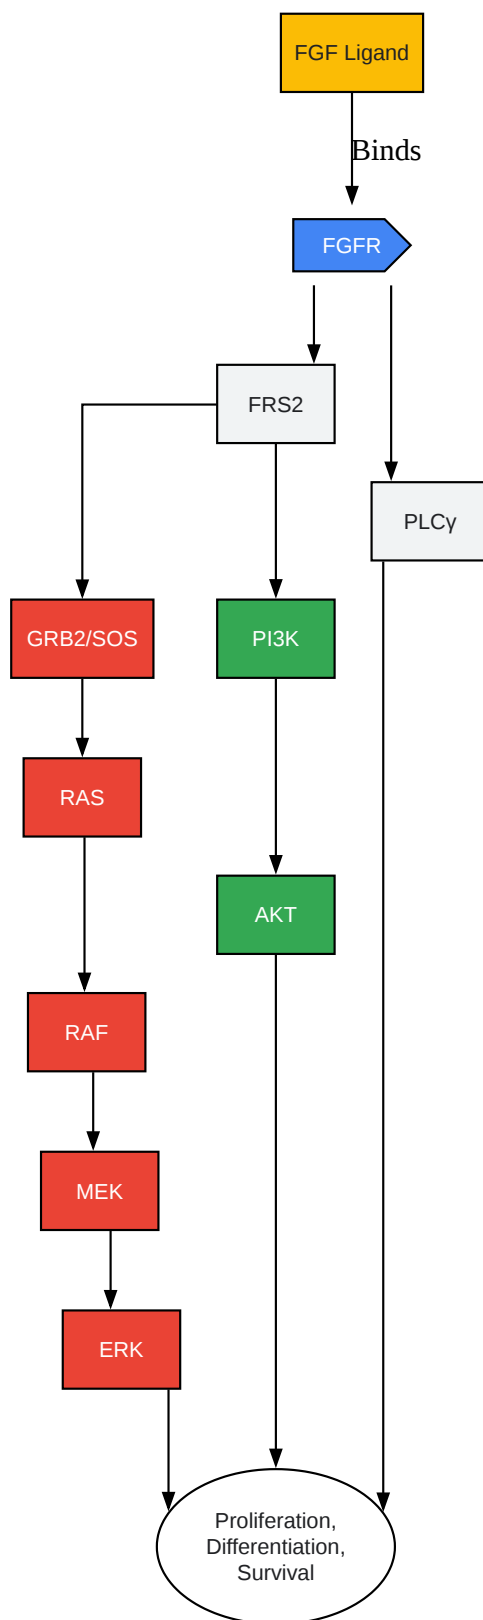 FGF Ligand
Binds
FGFR
FRS2
PLCγ
GRB2/SOS
PI3K
RAS
AKT
RAF
MEK
ERK
Proliferation,
Differentiation,
Survival